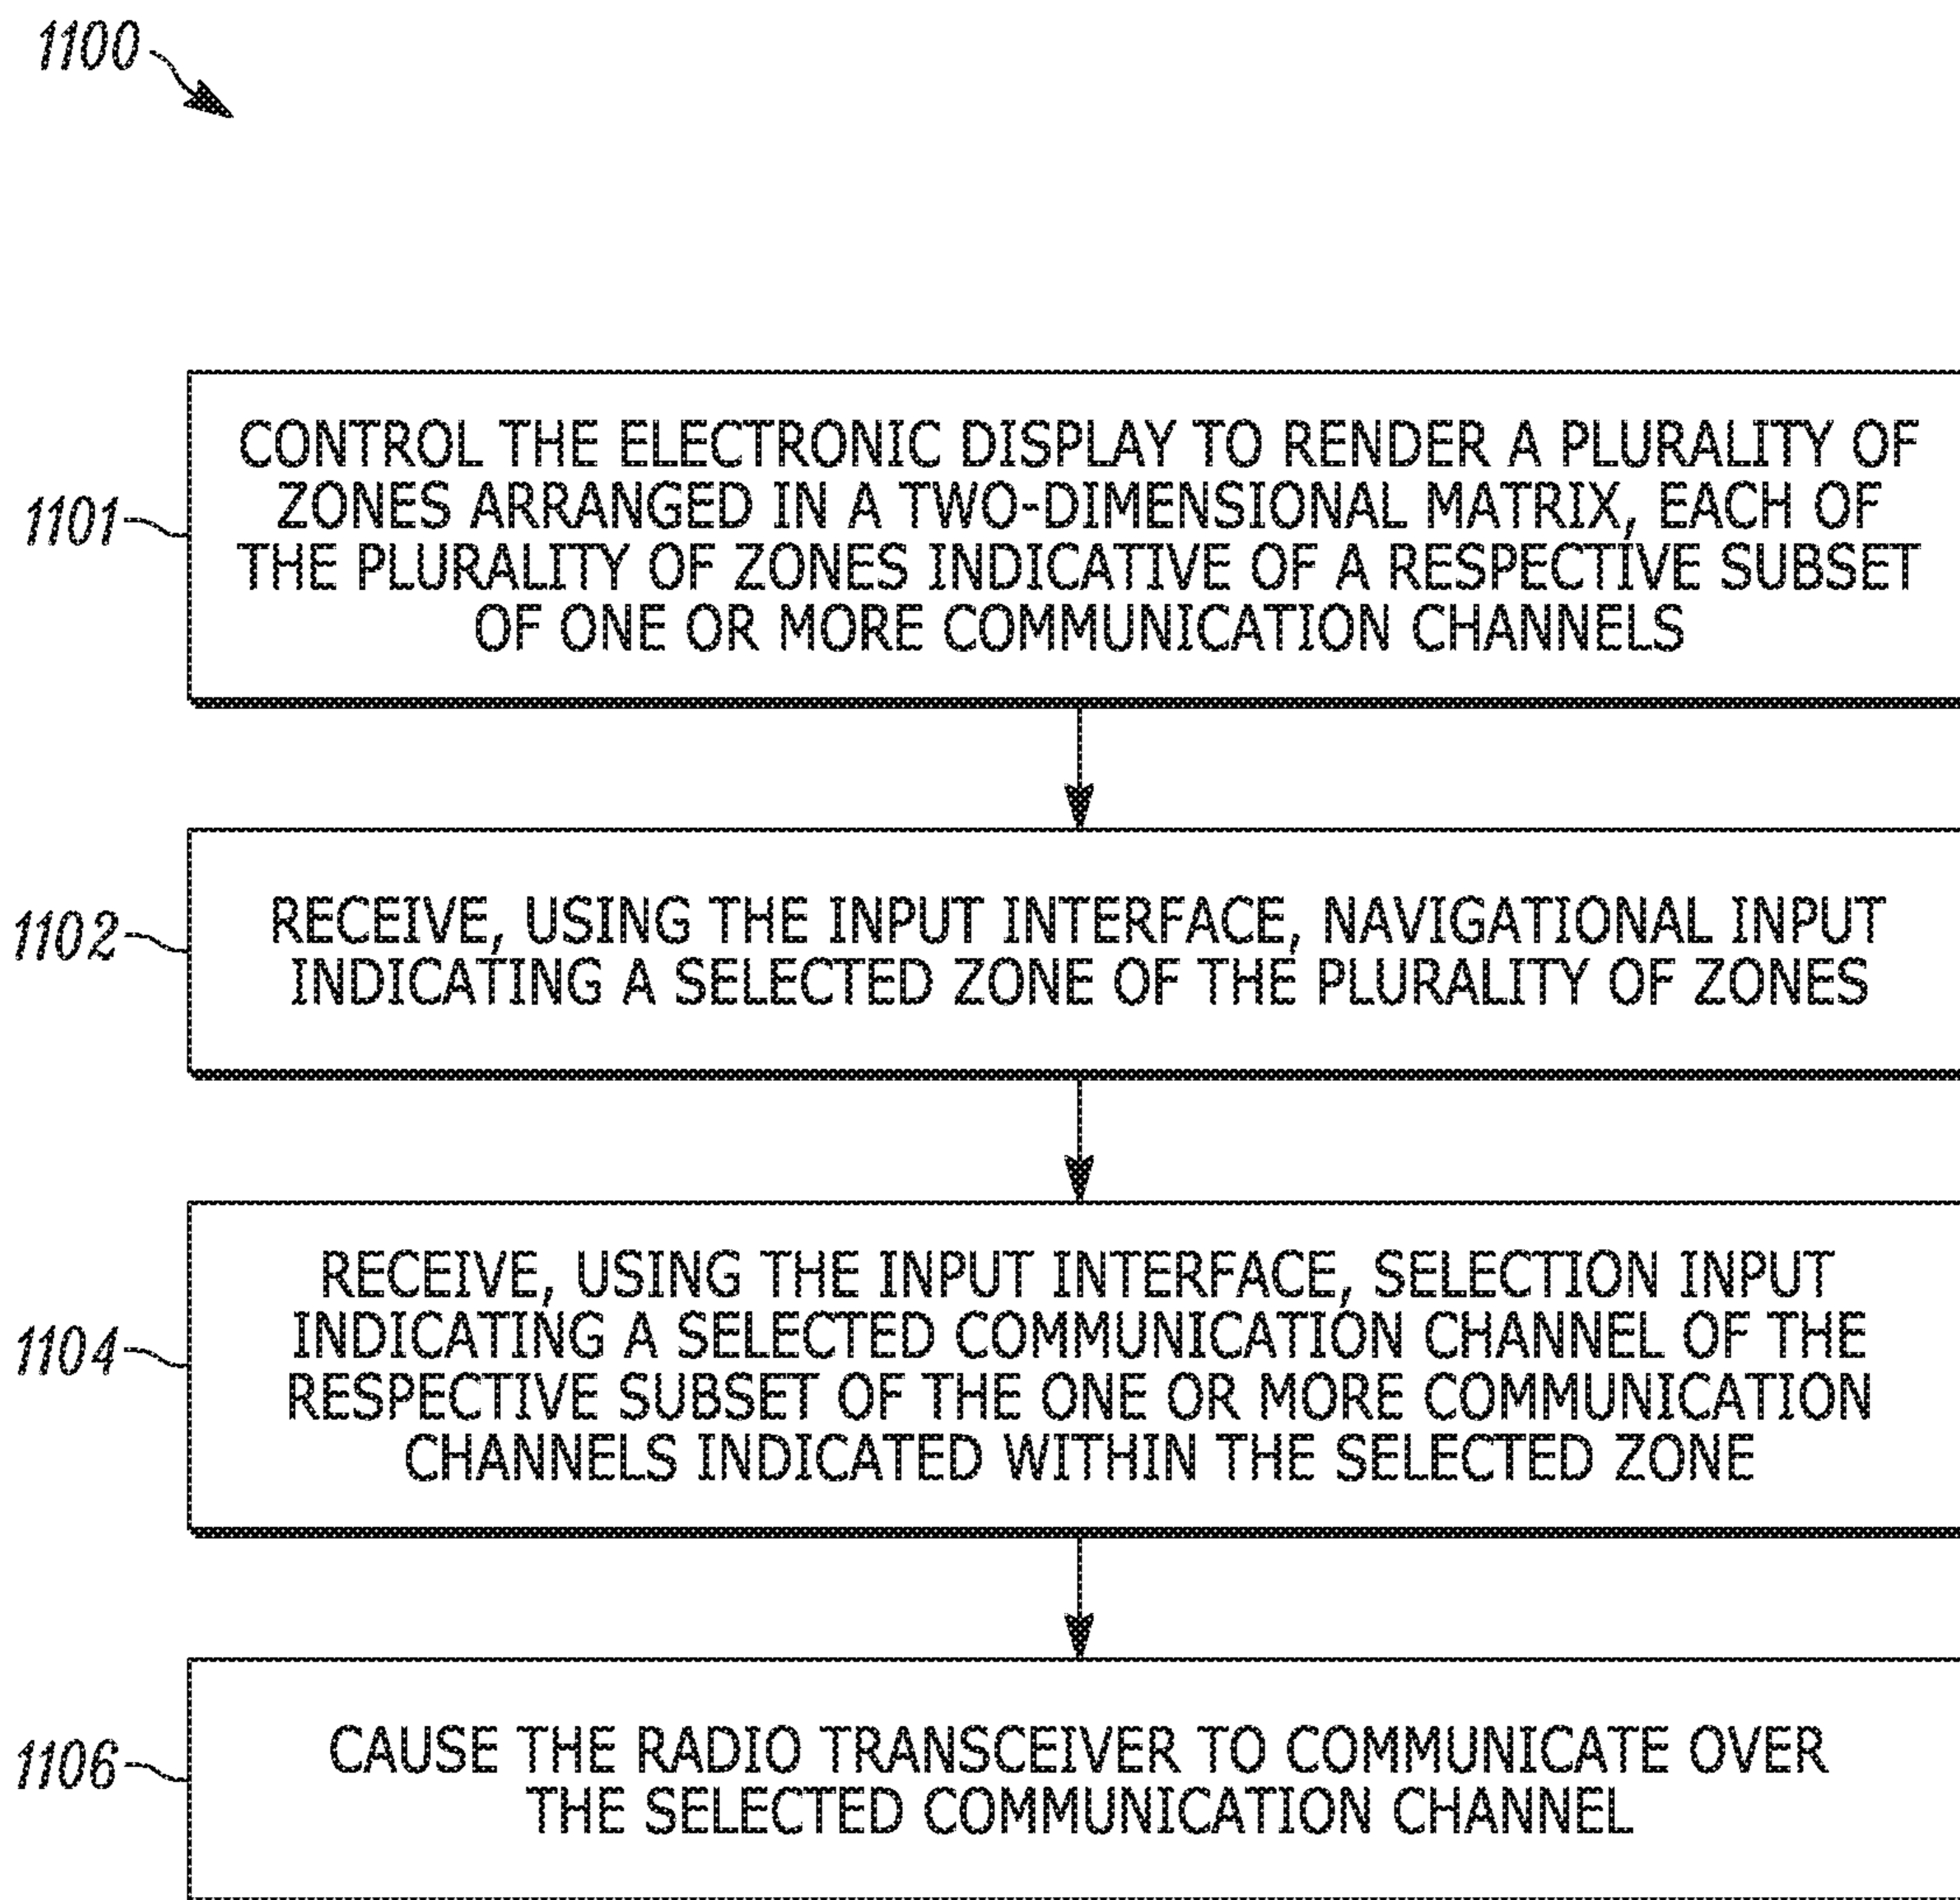 1100
CONTROL THE ELECTRONIC DISPLAY TO RENDER A PLURALITY OF
ZONES ARRANGED IN A TWO-DIMENSIONAL MATRIX, EACH OF
THE PLURALITY OF ZONES INDICATIVE OF A RESPECTIVE SUBSET
OF ONE OR MORE COMMUNICATION CHANNELS
1101
RECEIVE, USING THE INPUT INTERFACE, NAVIGATIONAL INPUT
INDICATING A SELECTED ZONE OF THE PLURALITY OF ZONES
1102
RECEIVE, USING THE INPUT INTERFACE, SELECTION INPUT
INDICATING A SELECTED COMMUNICATION CHANNEL OF THE
RESPECTIVE SUBSET OF THE ONE OR MORE COMMUNICATION
CHANNELS INDICATED WITHIN THE SELECTED ZONE
1104
CAUSE THE RADIO TRANSCEIVER TO COMMUNICATE OVER
THE SELECTED COMMUNICATION CHANNEL
1106